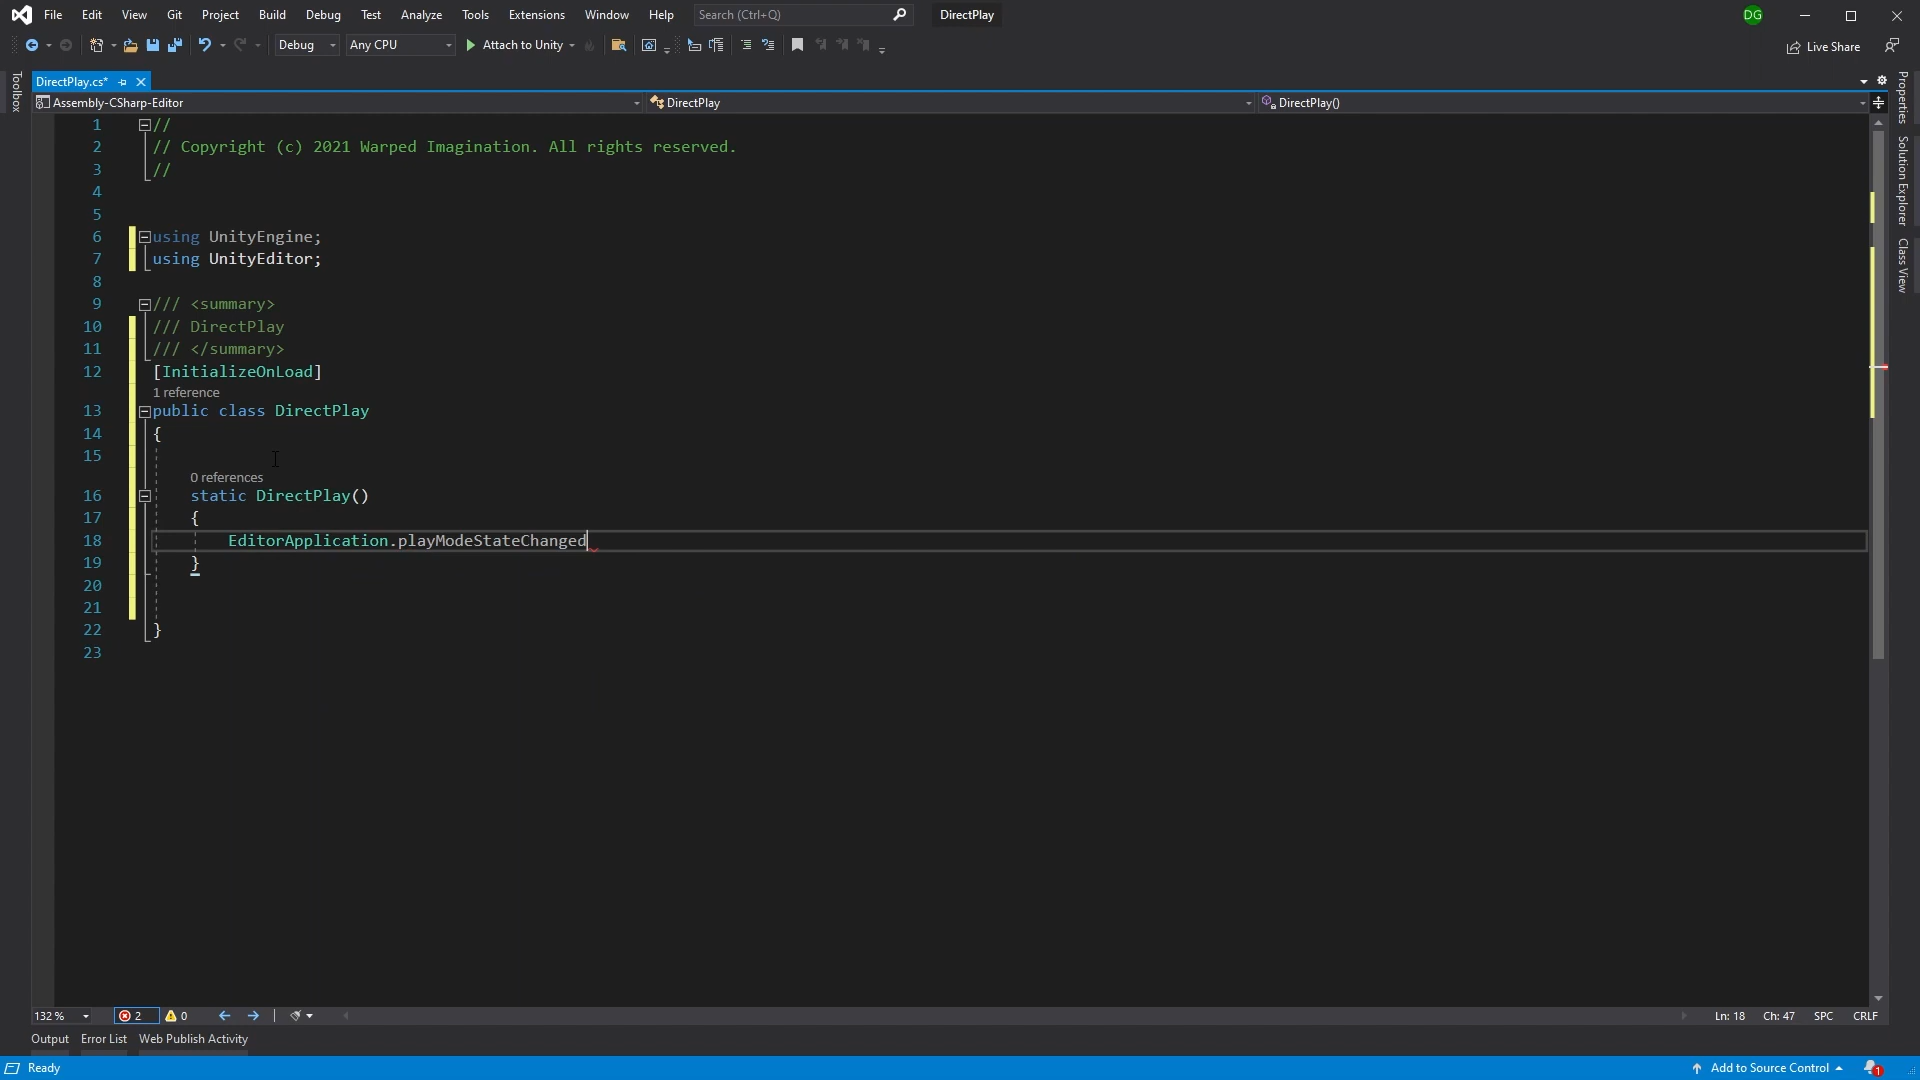 File Edit View Git Project Build Debug Test Analyze Tools Extensions Window Help Search (Ctrl+Q) DirectPlay DG
Debug Any CPU Attach to Unity Live Share
Toolbox
DirectPlay.cs*
Assembly-CSharp-Editor DirectPlay DirectPlay()
1 //
2 // Copyright (c) 2021 Warped Imagination. All rights reserved.
3 //
4
5
6 using UnityEngine;
7 using UnityEditor;
8
9 /// <summary>
10 /// DirectPlay
11 /// </summary>
12 [InitializeOnLoad]
1 reference
13 public class DirectPlay
14 {
15
0 references
16 static DirectPlay()
17 {
18 EditorApplication.playModeStateChanged
19 }
20
21
22 }
23
Properties
Solution Explorer
Class View
132 % 2 0 Ln: 18 Ch: 47 SPC CRLF
Output Error List Web Publish Activity
Ready Add to Source Control 1